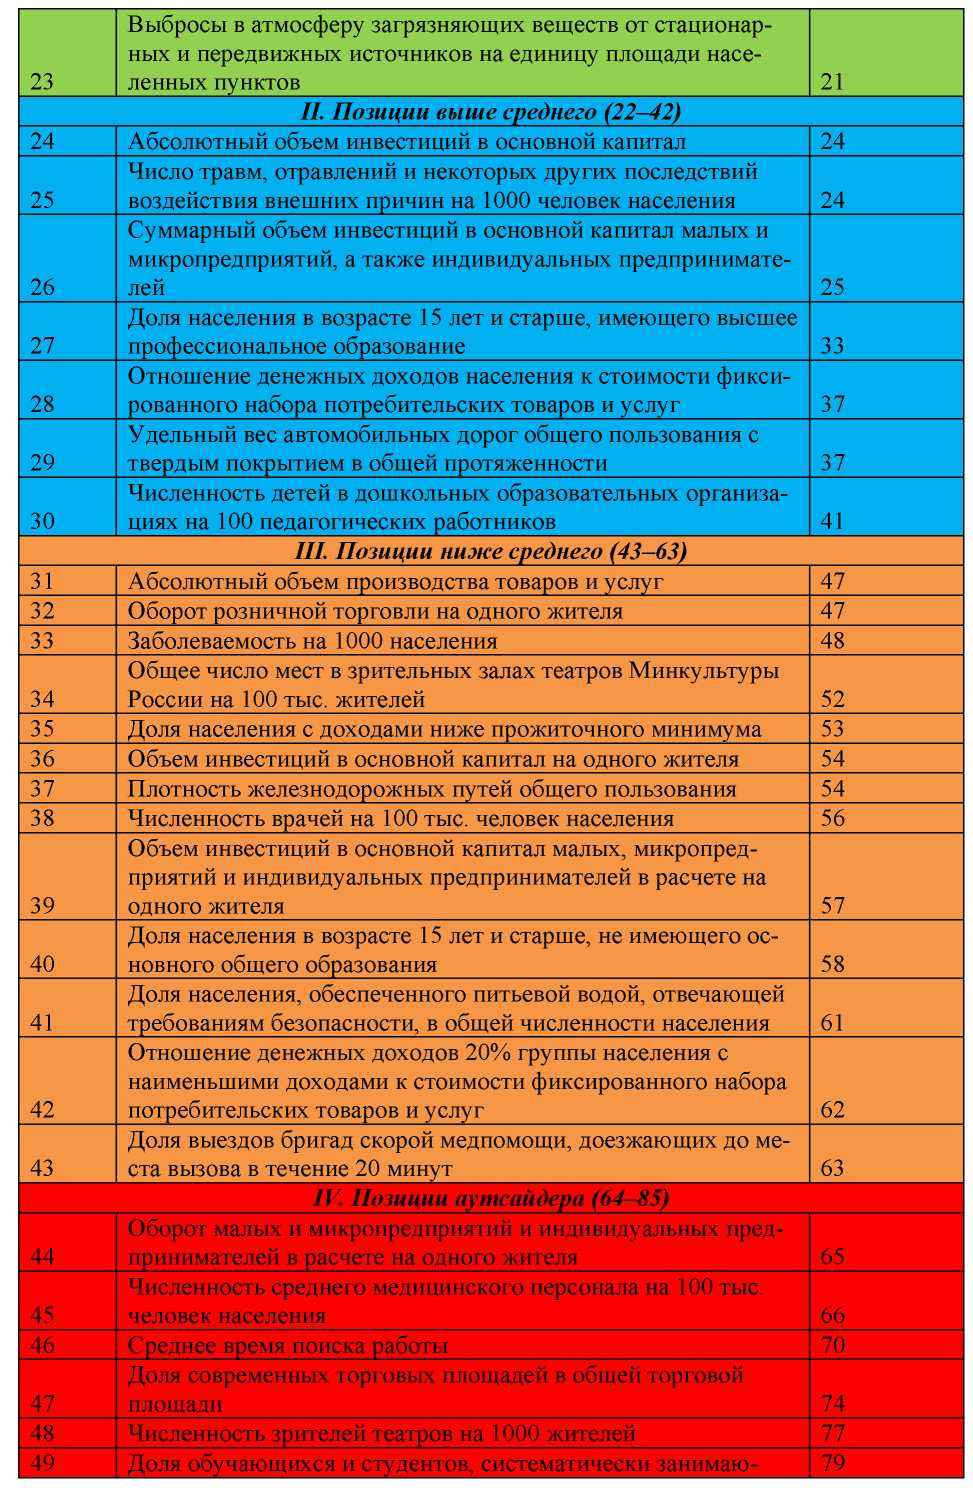 Выбросы в атмосферу загрязняющих веществ от стационар-
ных и передвижных источников на единицу площади насе-
23 ленных пунктов 21
II. Позиции выше среднего (22–42)
24 Абсолютный объем инвестиций в основной капитал 24
Число травм, отравлений и некоторых других последствий
25 воздействия внешних причин на 1000 человек населения 24
Суммарный объем инвестиций в основной капитал малых и
микропредприятий, а также индивидуальных предпринимате-
26 лей 25
Доля населения в возрасте 15 лет и старше, имеющего высшее
27 профессиональное образование 33
Отношение денежных доходов населения к стоимости фикси-
28 рованного набора потребительских товаров и услуг 37
Удельный вес автомобильных дорог общего пользования с
29 твердым покрытием в общей протяженности 37
Численность детей в дошкольных образовательных организа-
30 циях на 100 педагогических работников 41
III. Позиции ниже среднего (43–63)
31 Абсолютный объем производства товаров и услуг 47
32 Оборот розничной торговли на одного жителя 47
33 Заболеваемость на 1000 населения 48
Общее число мест в зрительных залах театров Минкультуры
34 России на 100 тыс. жителей 52
35 Доля населения с доходами ниже прожиточного минимума 53
36 Объем инвестиций в основной капитал на одного жителя 54
37 Плотность железнодорожных путей общего пользования 54
38 Численность врачей на 100 тыс. человек населения 56
Объем инвестиций в основной капитал малых, микропред-
приятий и индивидуальных предпринимателей в расчете на
39 одного жителя 57
Доля населения в возрасте 15 лет и старше, не имеющего ос-
40 новного общего образования 58
Доля населения, обеспеченного питьевой водой, отвечающей
41 требованиям безопасности, в общей численности населения 61
Отношение денежных доходов 20% группы населения с
наименьшими доходами к стоимости фиксированного набора
42 потребительских товаров и услуг 62
Доля выездов бригад скорой медпомощи, доезжающих до ме-
43 ста вызова в течение 20 минут 63
IV. Позиции аутсайдера (64–85)
Оборот малых и микропредприятий и индивидуальных пред-
44 принимателей в расчете на одного жителя 65
Численность среднего медицинского персонала на 100 тыс.
45 человек населения 66
46 Среднее время поиска работы 70
Доля современных торговых площадей в общей торговой
47 площади 74
48 Численность зрителей театров на 1000 жителей 77
49 Доля обучающихся и студентов, систематически занимаю- 79